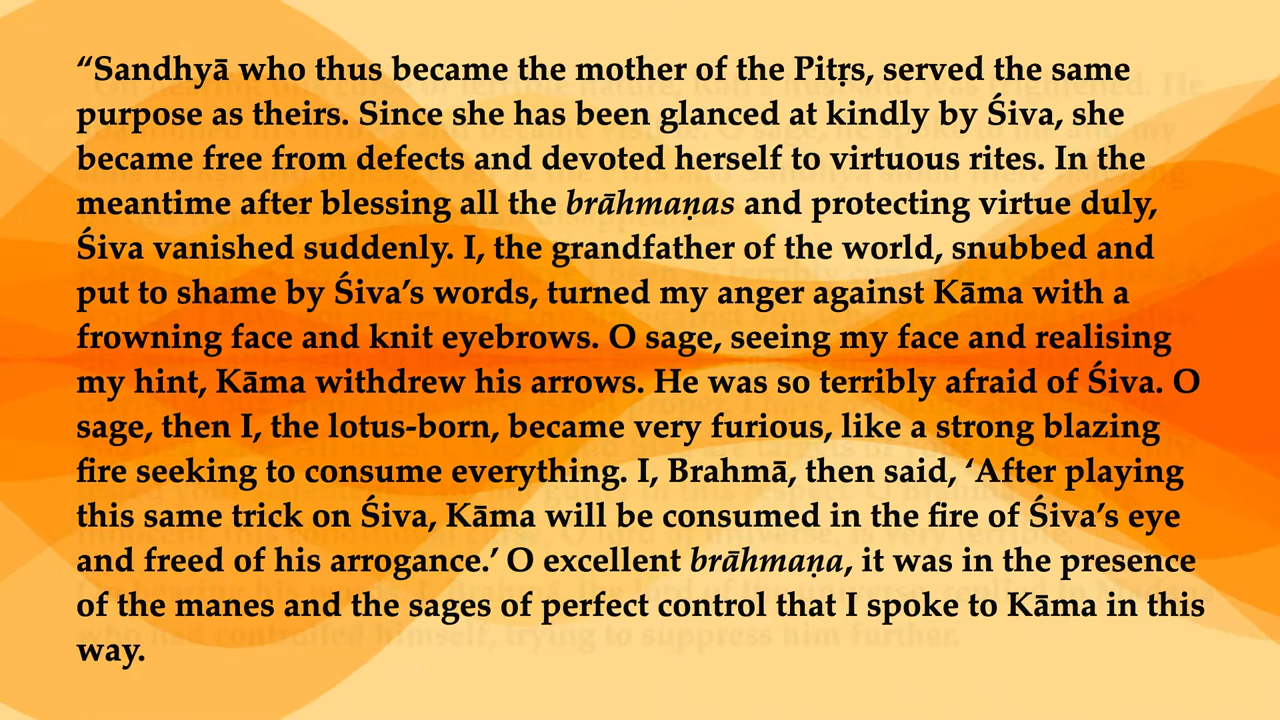 “Sandhyā who thus became the mother of the Pitṛs, served the same
purpose as theirs. Since she has been glanced at kindly by Śiva, she
became free from defects and devoted herself to virtuous rites. In the
meantime after blessing all the brāhmaṇas and protecting virtue duly,
Śiva vanished suddenly. I, the grandfather of the world, snubbed and
put to shame by Śiva’s words, turned my anger against Kāma with a
frowning face and knit eyebrows. O sage, seeing my face and realising
my hint, Kāma withdrew his arrows. He was so terribly afraid of Śiva. O
sage, then I, the lotus-born, became very furious, like a strong blazing
fire seeking to consume everything. I, Brahmā, then said, ‘After playing
this same trick on Śiva, Kāma will be consumed in the fire of Śiva’s eye
and freed of his arrogance.’ O excellent brāhmaṇa, it was in the presence
of the manes and the sages of perfect control that I spoke to Kāma in this
way.